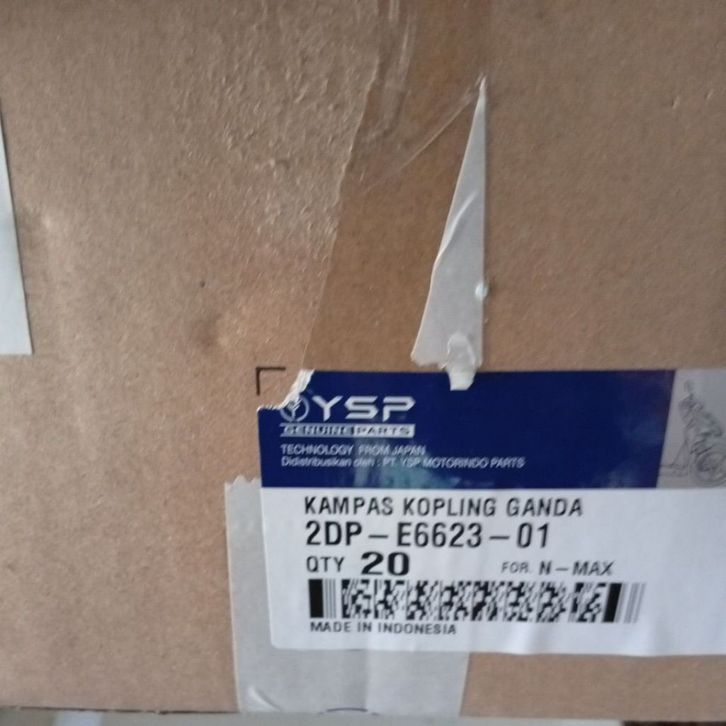 YSP
GENUINE PARTS
TECHNOLOGY FROM JAPAN
Didistribusikan oleh : PT. YSP MOTORINDO PARTS
KAMPAS KOPLING GANDA
2DP-E6623-01
QTY 20 FOR N-MAX
MADE IN INDONESIA